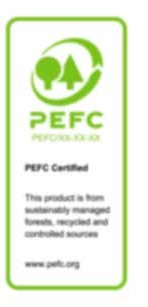 PEFC
PEFC/XX-XX-XX
PEFC Certified
This product is from
sustainably managed
forests, recycled and
controlled sources
www.pefc.org